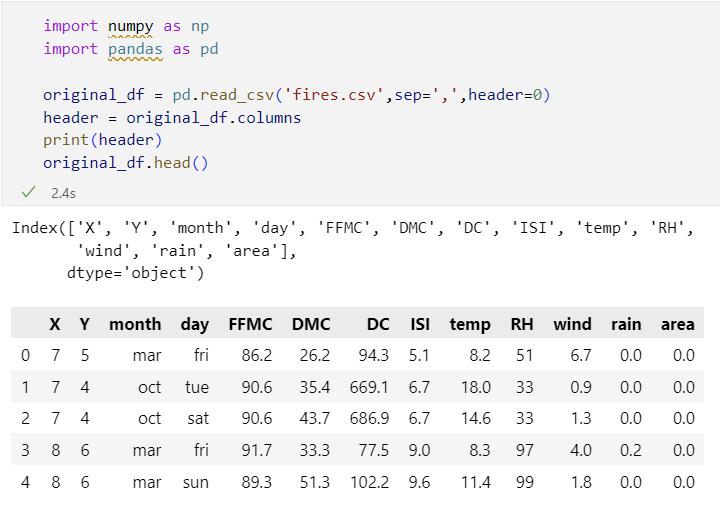 import numpy as np
import pandas as pd
original_df = pd.read_csv('fires.csv',sep=',',header=0)
header = original_df.columns
print(header)
original_df.head()
2.4s
Index(['X', 'Y', 'month', 'day', 'FFMC', 'DMC', 'DC', 'ISI', 'temp', 'RH',
'wind', 'rain', 'area'],
dtype='object')
X Y month day FFMC DMC DC ISI temp RH wind rain area
0 7 5 mar fri 86.2 26.2 94.3 5.1 8.2 51 6.7 0.0 0.0
1 7 4 oct tue 90.6 35.4 669.1 6.7 18.0 33 0.9 0.0 0.0
2 7 4 oct sat 90.6 43.7 686.9 6.7 14.6 33 1.3 0.0 0.0
3 8 6 mar fri 91.7 33.3 77.5 9.0 8.3 97 4.0 0.2 0.0
4 8 6 mar sun 89.3 51.3 102.2 9.6 11.4 99 1.8 0.0 0.0